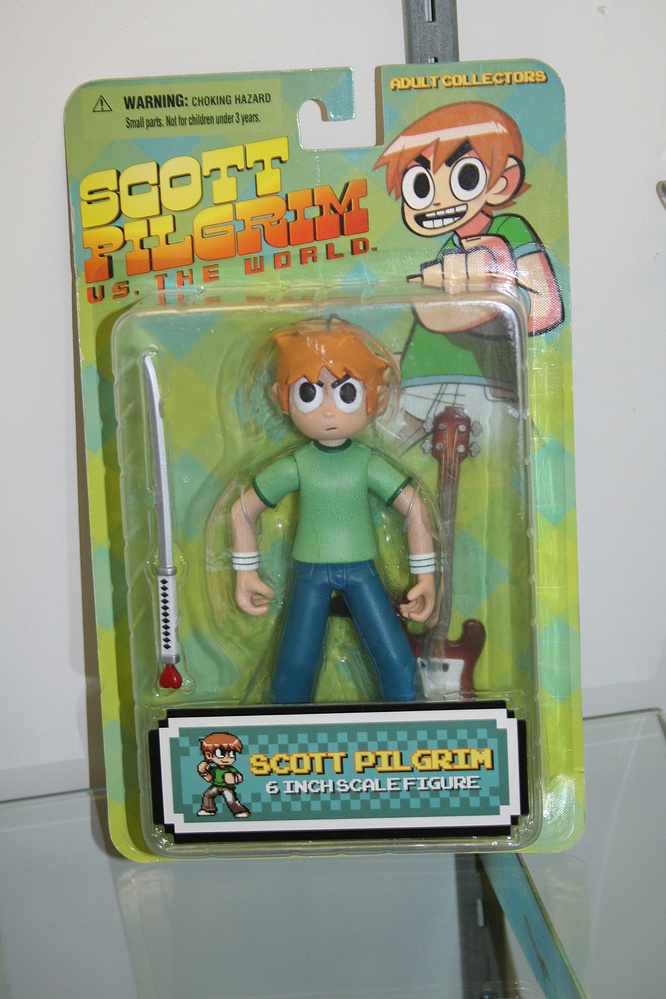 ADULT COLLECTORS
WARNING: CHOKING HAZARD
Small parts. Not for children under 3 years.
SCOTT
PILGRIM
VS. THE WORLD.
SCOTT PILGRIM
6 INCH SCALE FIGURE